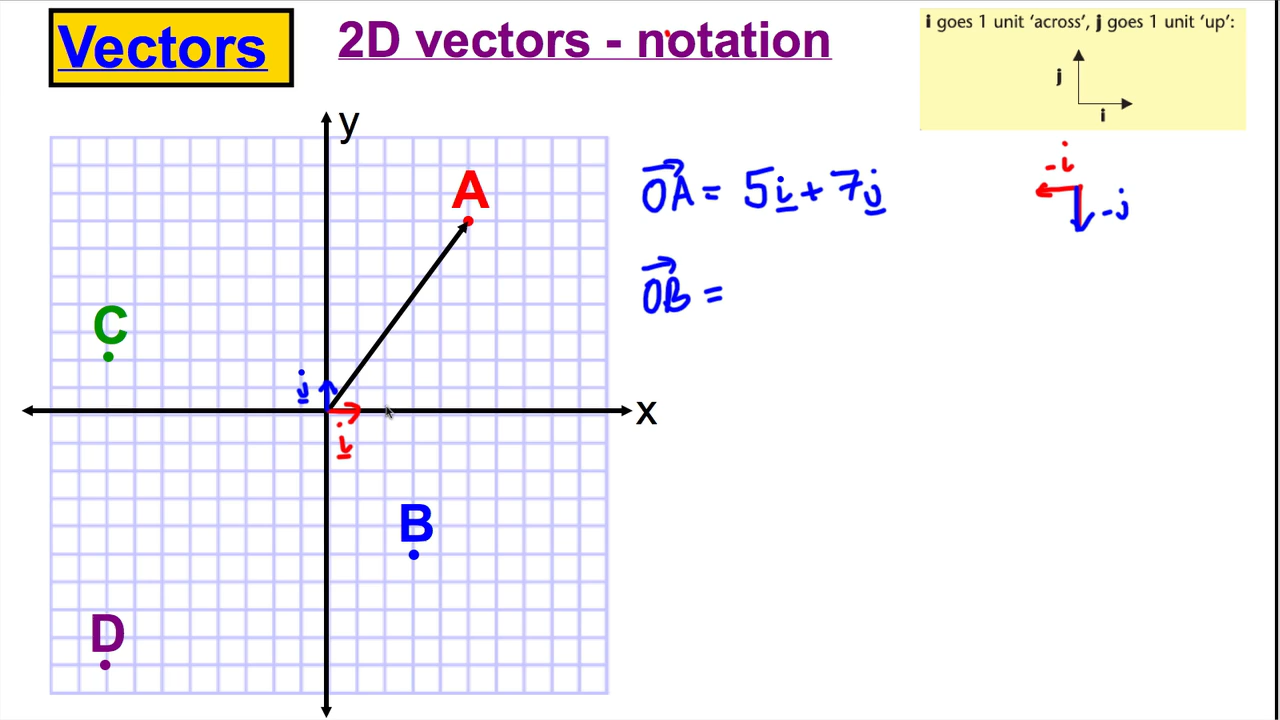 Vectors
2D vectors - notation
i goes 1 unit ‘across’, j goes 1 unit ‘up’:
j
i
-i
-j
y
A
OA = 5i + 7j
OB =
C
j
x
i
B
D